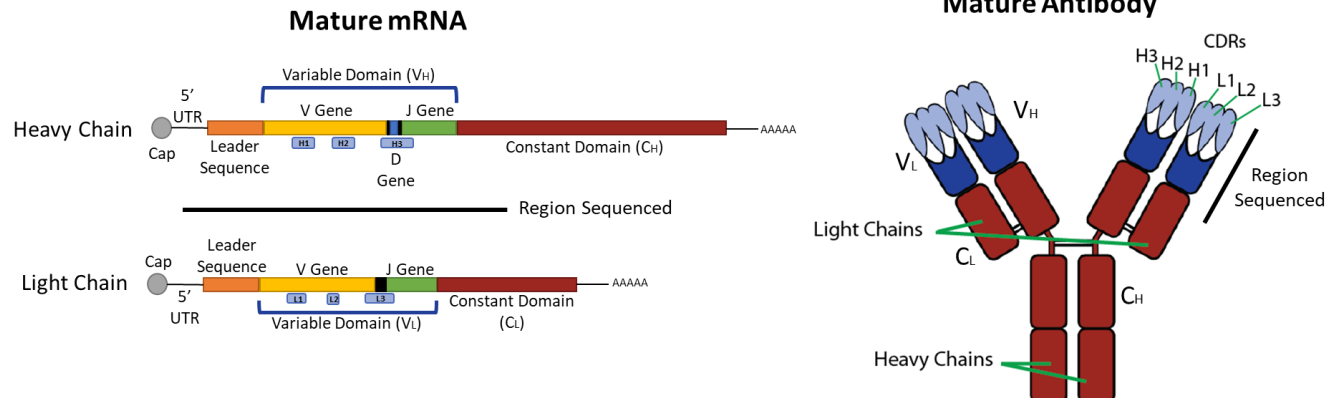 Mature mRNA
Variable Domain (VH)
5’
UTR
V Gene
J Gene
Heavy Chain
Cap
Leader
Sequence
H1
H2
H3
D
Gene
Constant Domain (CH)
AAAAA
Region Sequenced
Leader
Sequence
Cap
V Gene
J Gene
Light Chain
5’
UTR
L1
L2
L3
AAAAA
Variable Domain (VL)
Constant Domain
(CL)
Mature Antibody
CDRs
H3
H2
H1
L1
L2
L3
VH
VL
Region
Sequenced
Light Chains
CL
CH
Heavy Chains